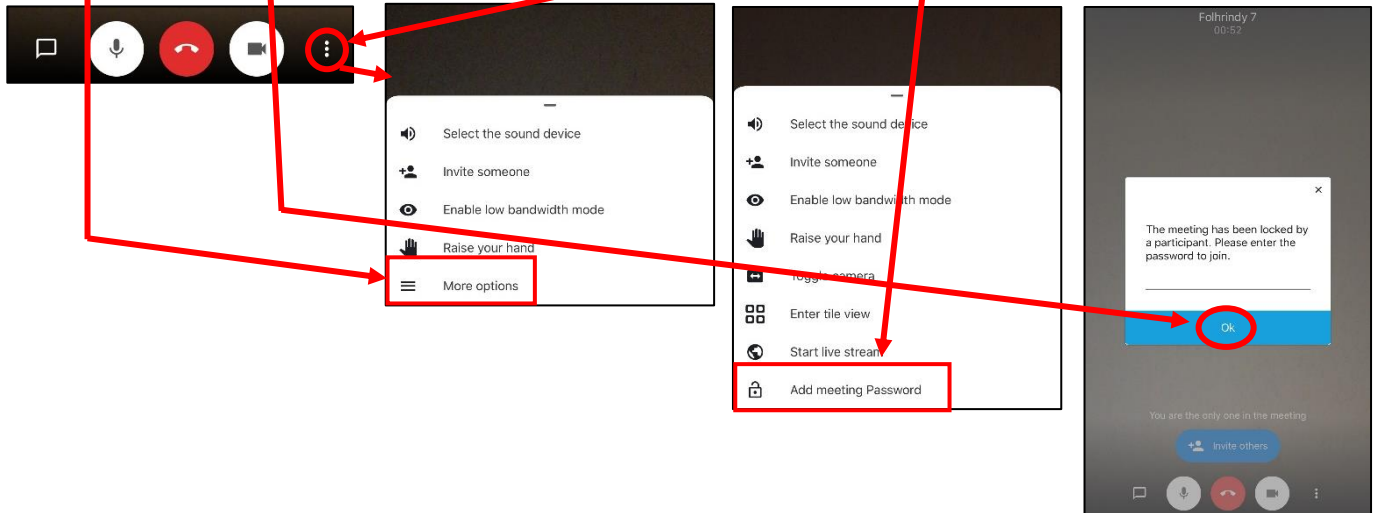 Select the sound device
Invite someone
Enable low bandwidth mode
Raise your hand
More options
Select the sound device
Invite someone
Enable low bandwidth mode
Raise your hand
Toggle camera
Enter tile view
Start live stream
Add meeting Password
Folhrindy 7
00:52
The meeting has been locked by
a participant. Please enter the
password to join.
Ok
You are the only one in the meeting
Invite others